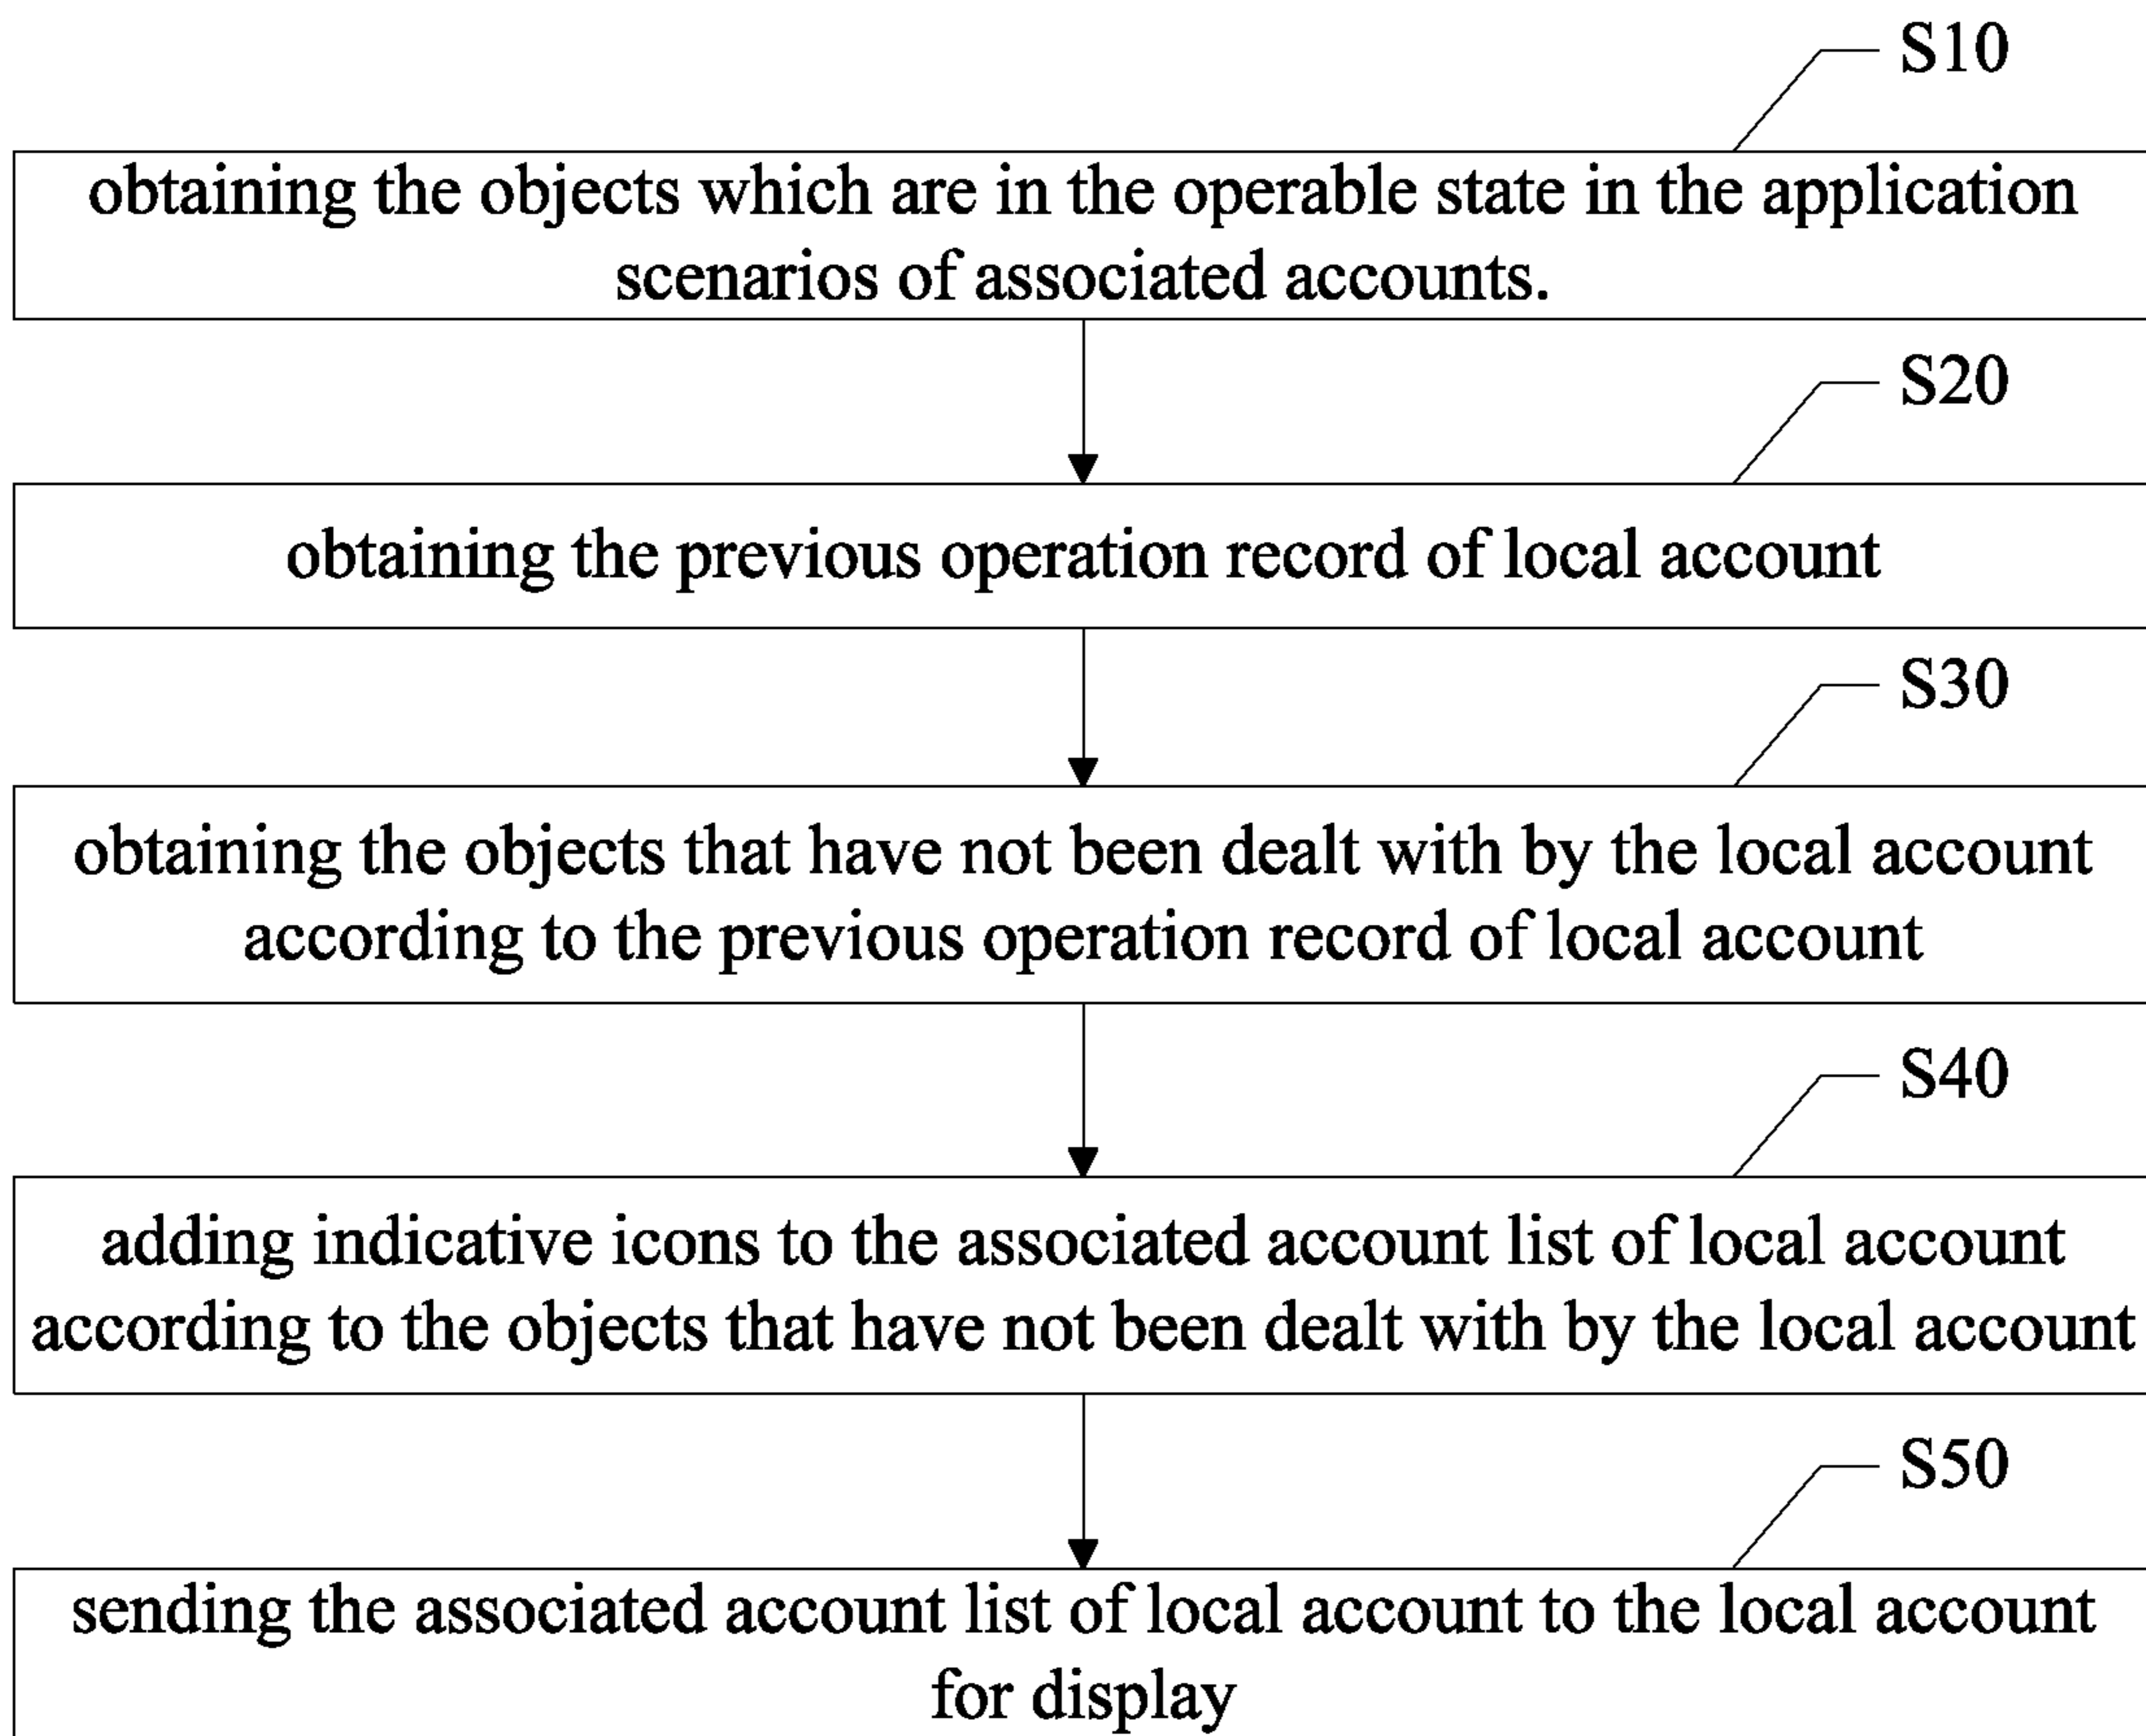 S10
obtaining the objects which are in the operable state in the application
scenarios of associated accounts.
S20
obtaining the previous operation record of local account
S30
obtaining the objects that have not been dealt with by the local account
according to the previous operation record of local account
S40
adding indicative icons to the associated account list of local account
according to the objects that have not been dealt with by the local account
S50
sending the associated account list of local account to the local account
for display